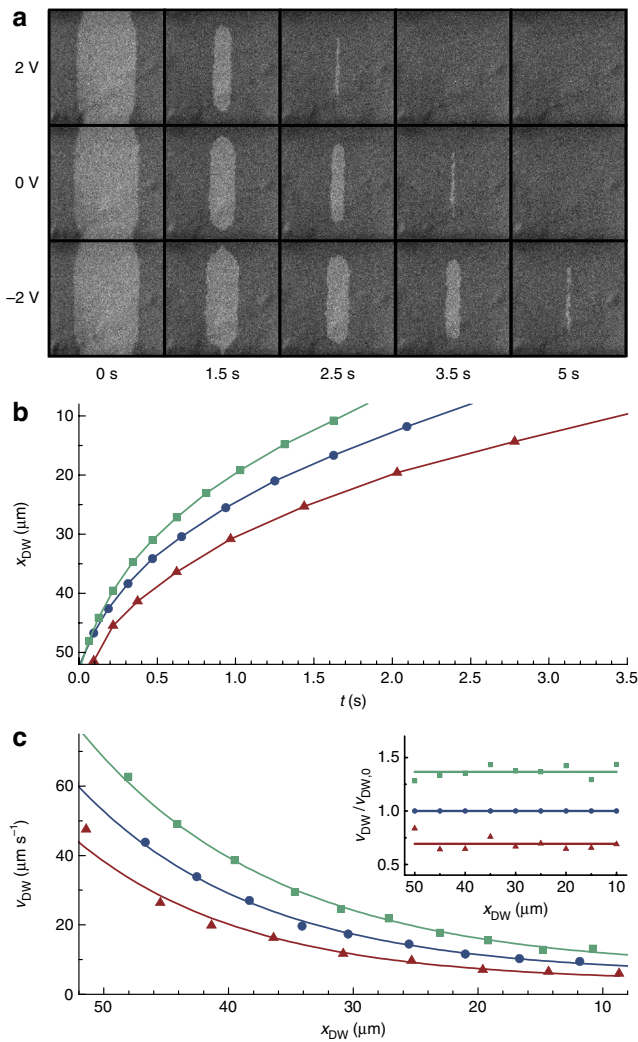 a
2 V
0 V
–2 V
0 s 1.5 s 2.5 s 3.5 s 5 s
b
10
20
30
40
50
x_DW (μm)
0 0.5 1.0 1.5 2.0 2.5 3.0 3.5
t (s)
c
60
40
20
0
v_DW (μm s⁻¹)
50 40 30 20 10
x_DW (μm)
1.5
1.0
0.5
v_DW / v_DW,0
50 40 30 20 10
x_DW (μm)